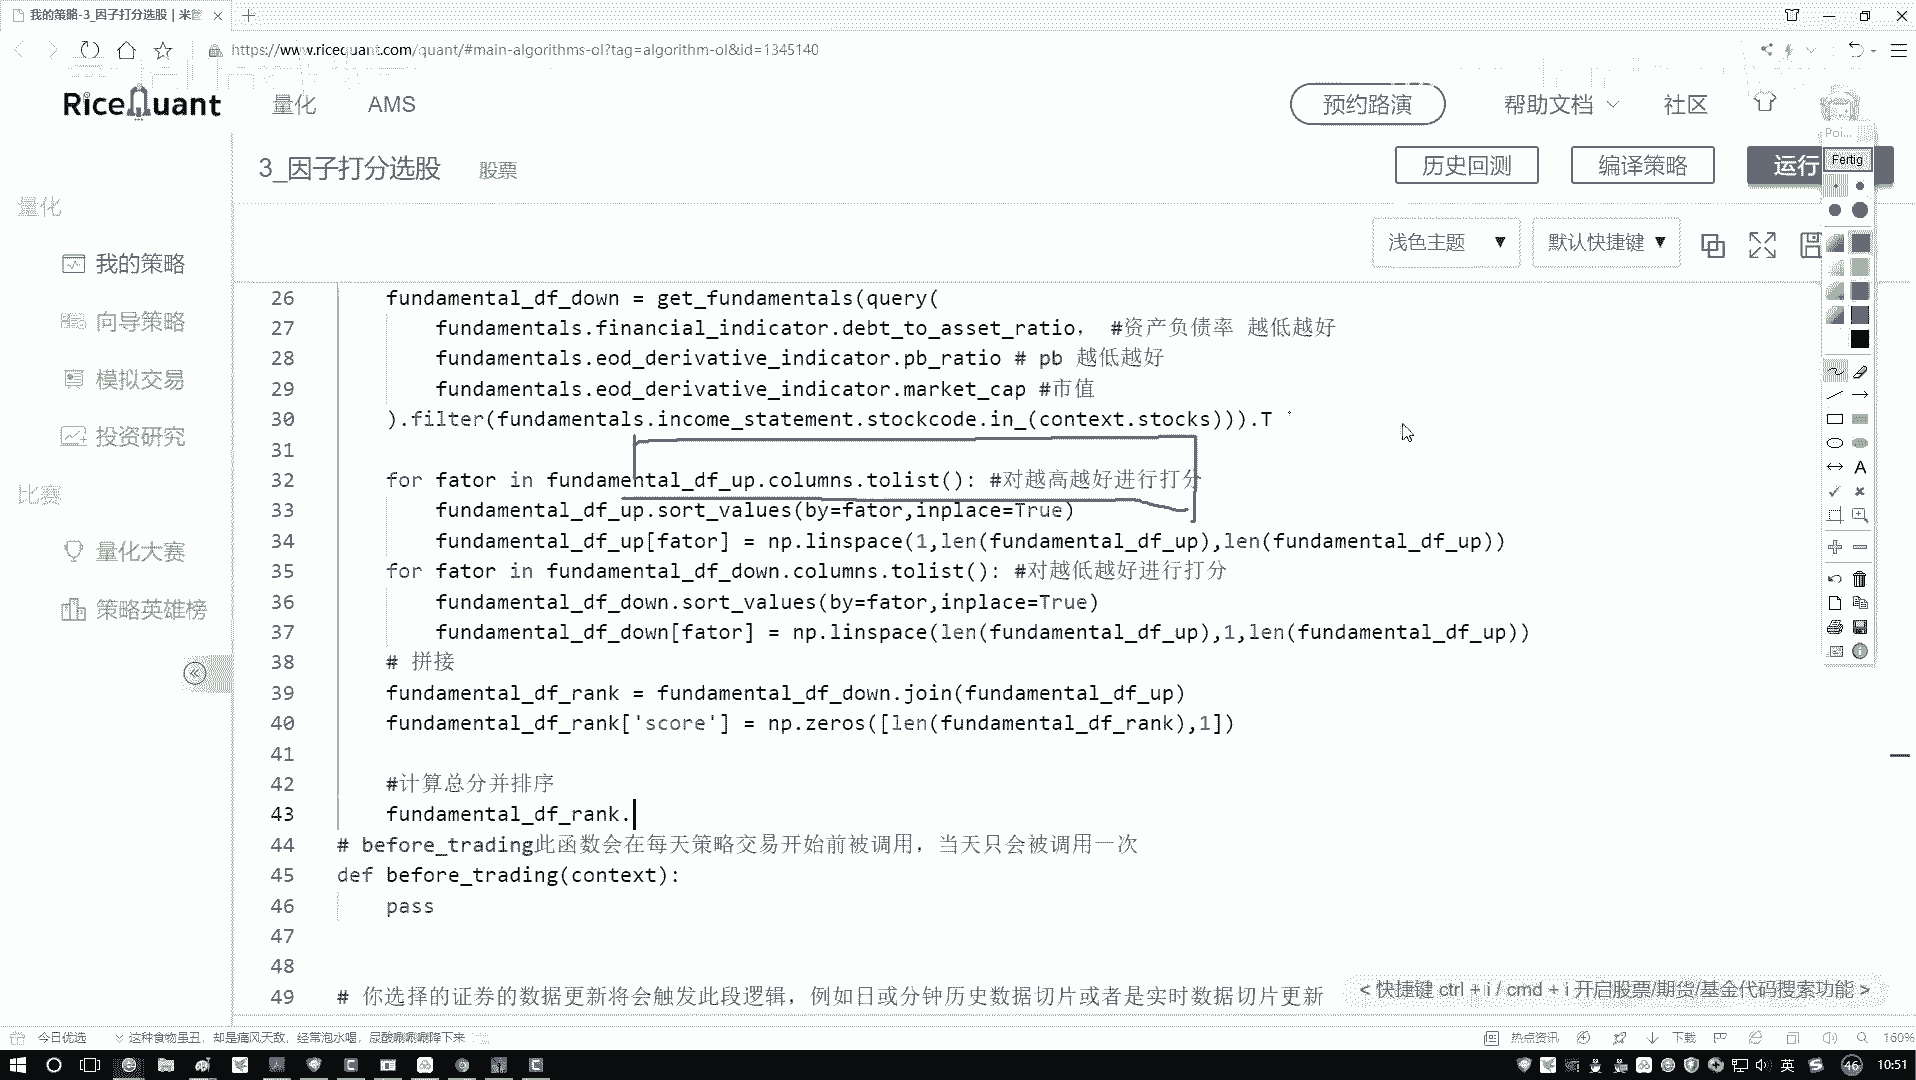 我的策略-3_因子打分选股 | 米筐
https://www.ricequant.com/quant/#main-algorithms-ol?tag=algorithm-ol&id=1345140
RiceQuant 量化 AMS 预约路演 帮助文档 社区
Poi...
3_因子打分选股 股票 历史回测 编译策略 运行 Fertig
量化
浅色主题 ▼ 默认快捷键 ▼
我的策略
向导策略
模拟交易
投资研究
比赛
量化大赛
策略英雄榜
26 fundamental_df_down = get_fundamentals(query(
27 fundamentals.financial_indicator.debt_to_asset_ratio， #资产负债率 越低越好
28 fundamentals.eod_derivative_indicator.pb_ratio # pb 越低越好
29 fundamentals.eod_derivative_indicator.market_cap #市值
30 ).filter(fundamentals.income_statement.stockcode.in_(context.stocks))).T `
31
32 for fator in fundamental_df_up.columns.tolist(): #对越高越好进行打分
33 fundamental_df_up.sort_values(by=fator,inplace=True)
34 fundamental_df_up[fator] = np.linspace(1,len(fundamental_df_up),len(fundamental_df_up))
35 for fator in fundamental_df_down.columns.tolist(): #对越低越好进行打分
36 fundamental_df_down.sort_values(by=fator,inplace=True)
37 fundamental_df_down[fator] = np.linspace(len(fundamental_df_up),1,len(fundamental_df_up))
38 # 拼接
39 fundamental_df_rank = fundamental_df_down.join(fundamental_df_up)
40 fundamental_df_rank['score'] = np.zeros([len(fundamental_df_rank),1])
41
42 #计算总分并排序
43 fundamental_df_rank.
44 # before_trading此函数会在每天策略交易开始前被调用，当天只会被调用一次
45 def before_trading(context):
46 pass
47
48
49 # 你选择的证券的数据更新将会触发此段逻辑，例如日或分钟历史数据切片或者是实时数据切片更新
< 快捷键 ctrl + i / cmd + i 开启股票/期货/基金代码搜索功能 >
今日优选 这种食物虽丑，却是痛风天敌，经常泡水喝，尿酸唰唰唰降下来 热点资讯 下载 160%
英 46 10:51